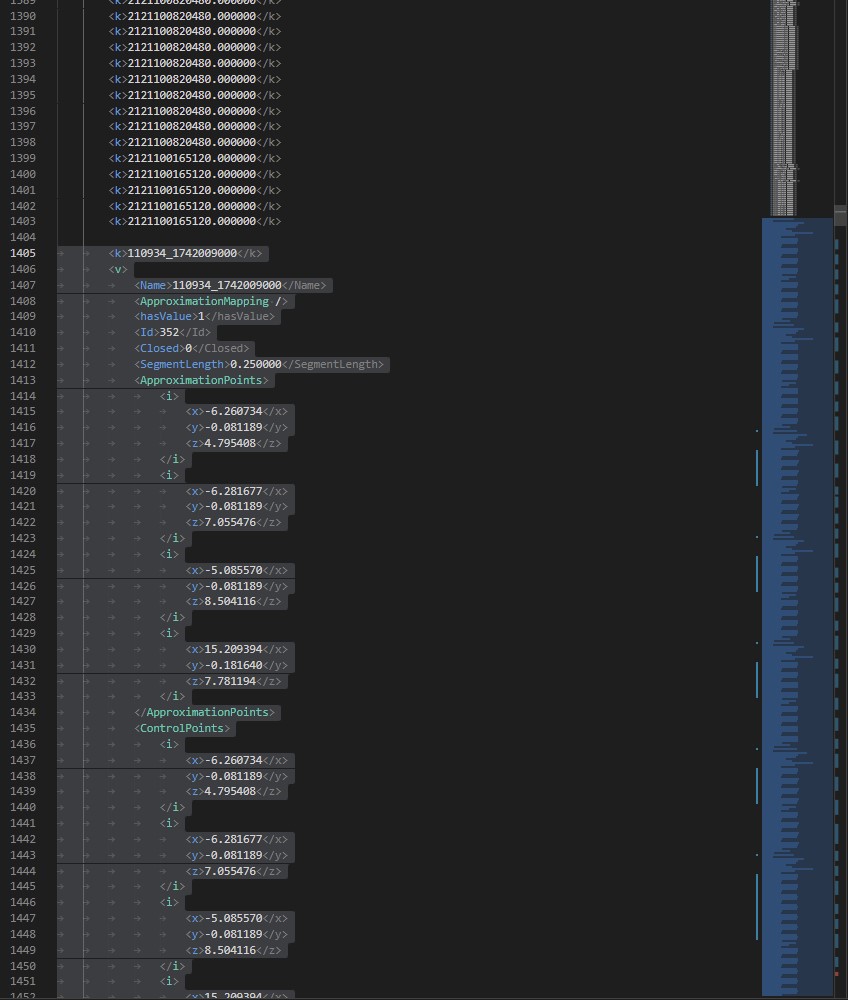 1389 <k>2121100820480.000000</k>
1390 <k>2121100820480.000000</k>
1391 <k>2121100820480.000000</k>
1392 <k>2121100820480.000000</k>
1393 <k>2121100820480.000000</k>
1394 <k>2121100820480.000000</k>
1395 <k>2121100820480.000000</k>
1396 <k>2121100820480.000000</k>
1397 <k>2121100820480.000000</k>
1398 <k>2121100820480.000000</k>
1399 <k>2121100165120.000000</k>
1400 <k>2121100165120.000000</k>
1401 <k>2121100165120.000000</k>
1402 <k>2121100165120.000000</k>
1403 <k>2121100165120.000000</k>
1404
1405 <k>110934_1742009000</k>
1406 <v>
1407 <Name>110934_1742009000</Name>
1408 <ApproximationMapping />
1409 <hasValue>1</hasValue>
1410 <Id>352</Id>
1411 <Closed>0</Closed>
1412 <SegmentLength>0.250000</SegmentLength>
1413 <ApproximationPoints>
1414 <i>
1415 <x>-6.260734</x>
1416 <y>-0.081189</y>
1417 <z>4.795408</z>
1418 </i>
1419 <i>
1420 <x>-6.281677</x>
1421 <y>-0.081189</y>
1422 <z>7.055476</z>
1423 </i>
1424 <i>
1425 <x>-5.085570</x>
1426 <y>-0.081189</y>
1427 <z>8.504116</z>
1428 </i>
1429 <i>
1430 <x>15.209394</x>
1431 <y>-0.181640</y>
1432 <z>7.781194</z>
1433 </i>
1434 </ApproximationPoints>
1435 <ControlPoints>
1436 <i>
1437 <x>-6.260734</x>
1438 <y>-0.081189</y>
1439 <z>4.795408</z>
1440 </i>
1441 <i>
1442 <x>-6.281677</x>
1443 <y>-0.081189</y>
1444 <z>7.055476</z>
1445 </i>
1446 <i>
1447 <x>-5.085570</x>
1448 <y>-0.081189</y>
1449 <z>8.504116</z>
1450 </i>
1451 <i>
1452 <x>15.209394</x>